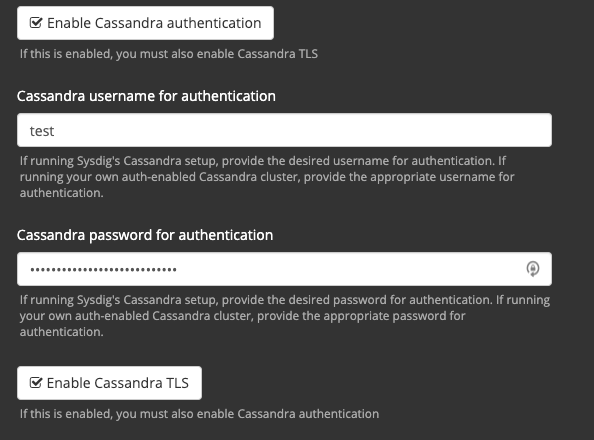 Enable Cassandra authentication
If this is enabled, you must also enable Cassandra TLS
Cassandra username for authentication
test
If running Sysdig's Cassandra setup, provide the desired username for authentication. If
running your own auth-enabled Cassandra cluster, provide the appropriate username for
authentication.
Cassandra password for authentication
••••••••••••••••••••••••••••
If running Sysdig's Cassandra setup, provide the desired password for authentication. If running
your own auth-enabled Cassandra cluster, provide the appropriate password for
authentication.
Enable Cassandra TLS
If this is enabled, you must also enable Cassandra authentication